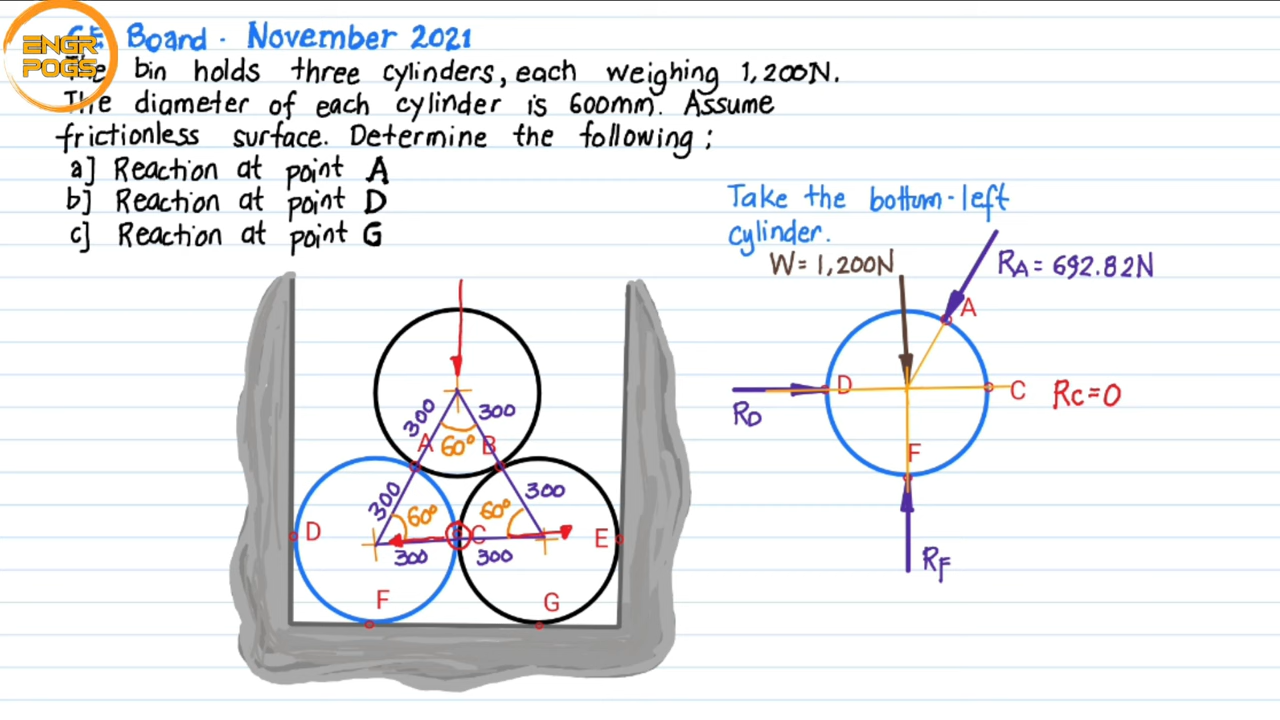 ENGR
POGS
CE Board - November 2021
The bin holds three cylinders, each weighing 1,200N.
The diameter of each cylinder is 600mm. Assume
frictionless surface. Determine the following:
a] Reaction at point A
b] Reaction at point D
c] Reaction at point G
Take the bottom-left
cylinder.
W = 1,200N
RA = 692.82N
A
D
C
RC = 0
RD
F
RF
300
300
A
60°
B
300
300
60°
60°
D
C
E
300
300
F
G